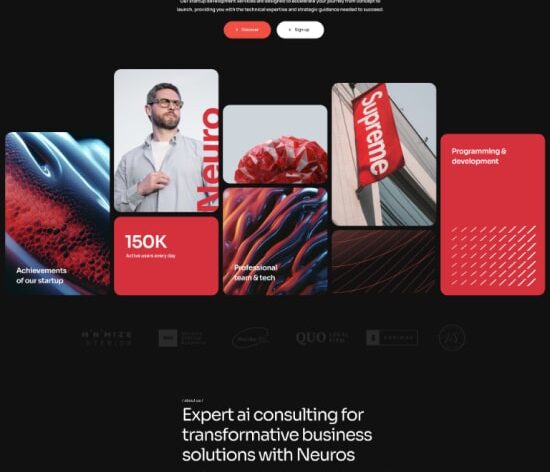 Our startup development services are designed to accelerate your journey from concept to
launch, providing you with the technical expertise and strategic guidance needed to succeed.
Discover
Sign up
Neuro
Supreme
Programming &
development
150K
Active users every day
Achievements
of our startup
Professional
team & tech
QUO
/ about us /
Expert ai consulting for
transformative business
solutions with Neuros